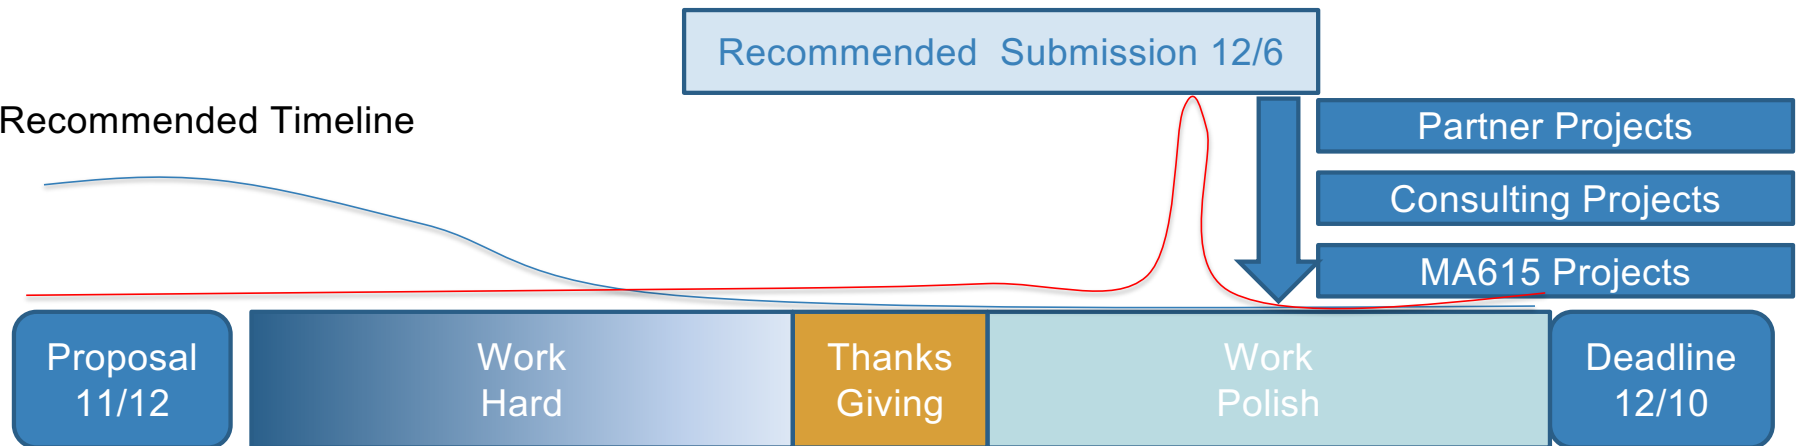 Recommended  Submission 12/6
Recommended Timeline
Partner Projects
Consulting Projects
MA615 Projects
Proposal
11/12
Work
Hard
Thanks
Giving
Work
Polish
Deadline
12/10